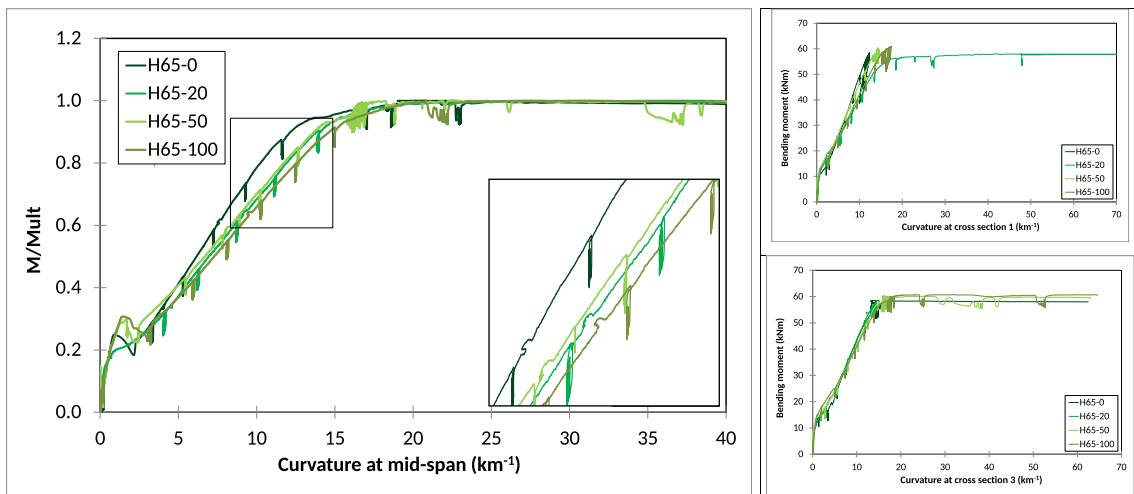 1.2
1.0
0.8
0.6
0.4
0.2
0.0
M/Mult
H65-0
H65-20
H65-50
H65-100
0 5 10 15 20 25 30 35 40
Curvature at mid-span (km-1)
70
60
50
40
30
20
10
0
Bending moment (kNm)
H65-0
H65-20
H65-50
H65-100
0 10 20 30 40 50 60 70
Curvature at cross section 1 (km-1)
70
60
50
40
30
20
10
0
Bending moment (kNm)
H65-0
H65-20
H65-50
H65-100
0 10 20 30 40 50 60 70
Curvature at cross section 3 (km-1)